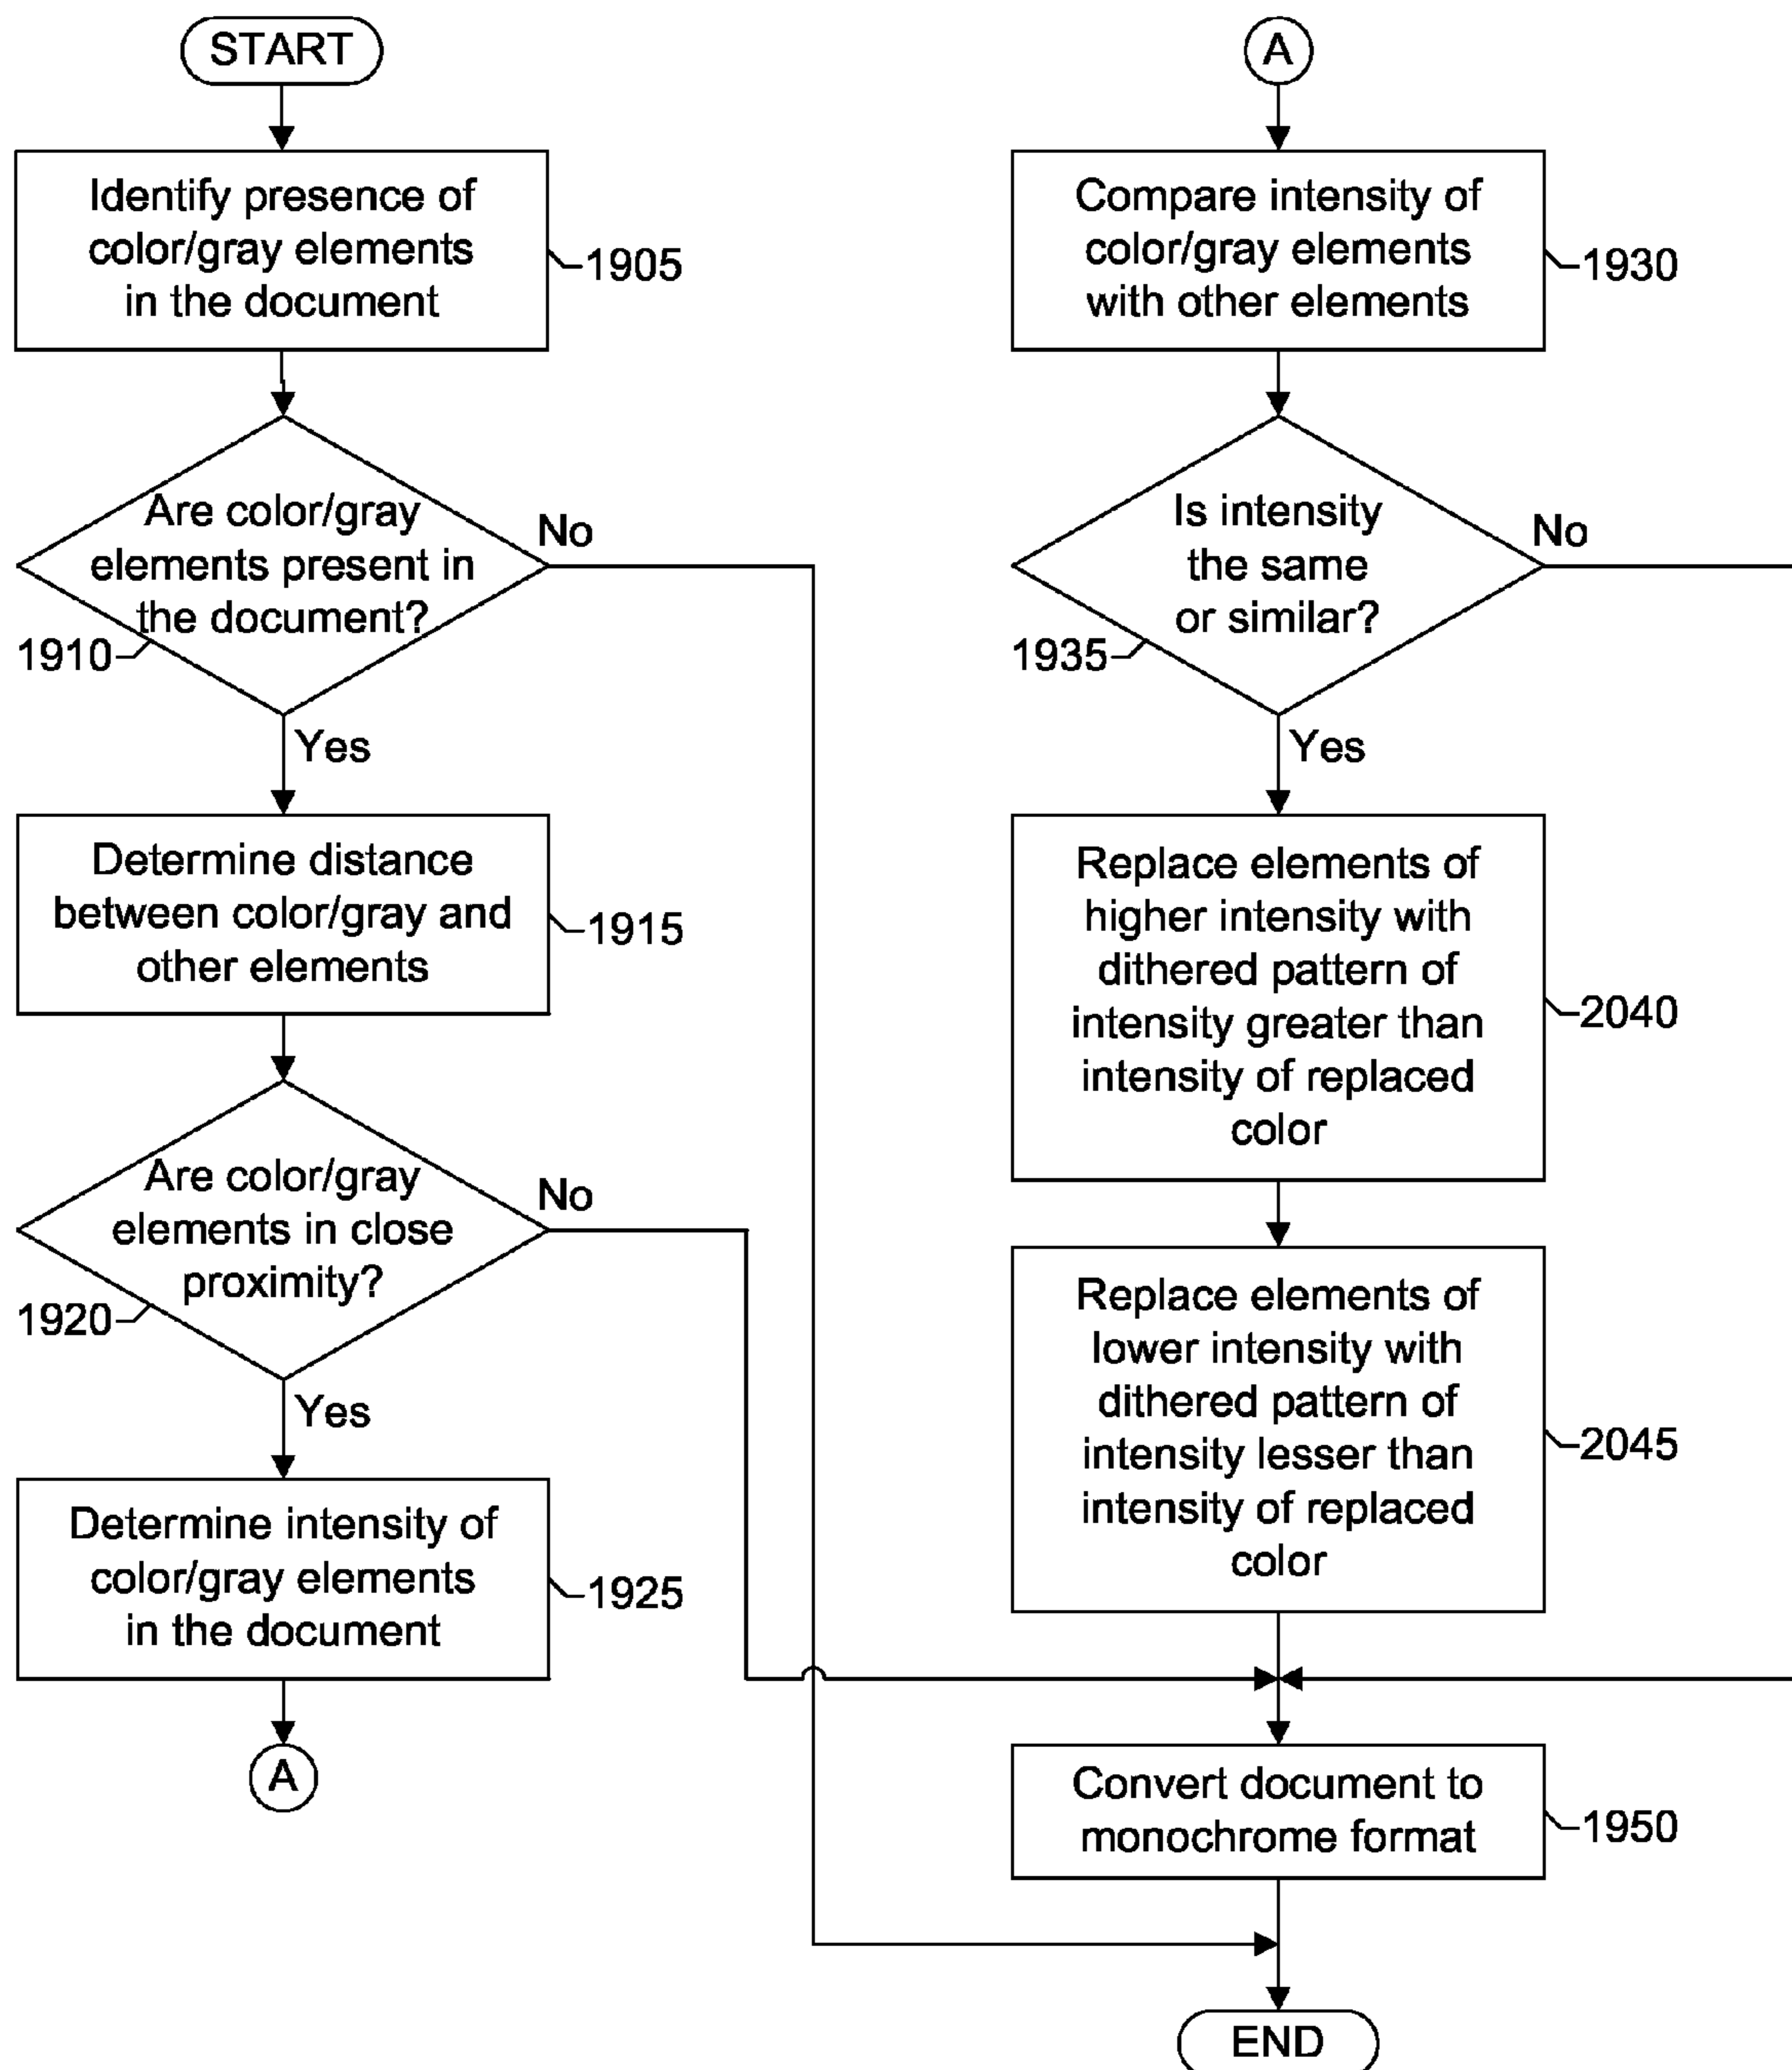 START
Identify presence of
color/gray elements
in the document
1905
Are color/gray
elements present in
the document?
No
1910
Yes
Determine distance
between color/gray and
other elements
1915
Are color/gray
elements in close
proximity?
No
1920
Yes
Determine intensity of
color/gray elements
in the document
1925
A
A
Compare intensity of
color/gray elements
with other elements
1930
Is intensity
the same
or similar?
No
1935
Yes
Replace elements of
higher intensity with
dithered pattern of
intensity greater than
intensity of replaced
color
2040
Replace elements of
lower intensity with
dithered pattern of
intensity lesser than
intensity of replaced
color
2045
Convert document to
monochrome format
1950
END